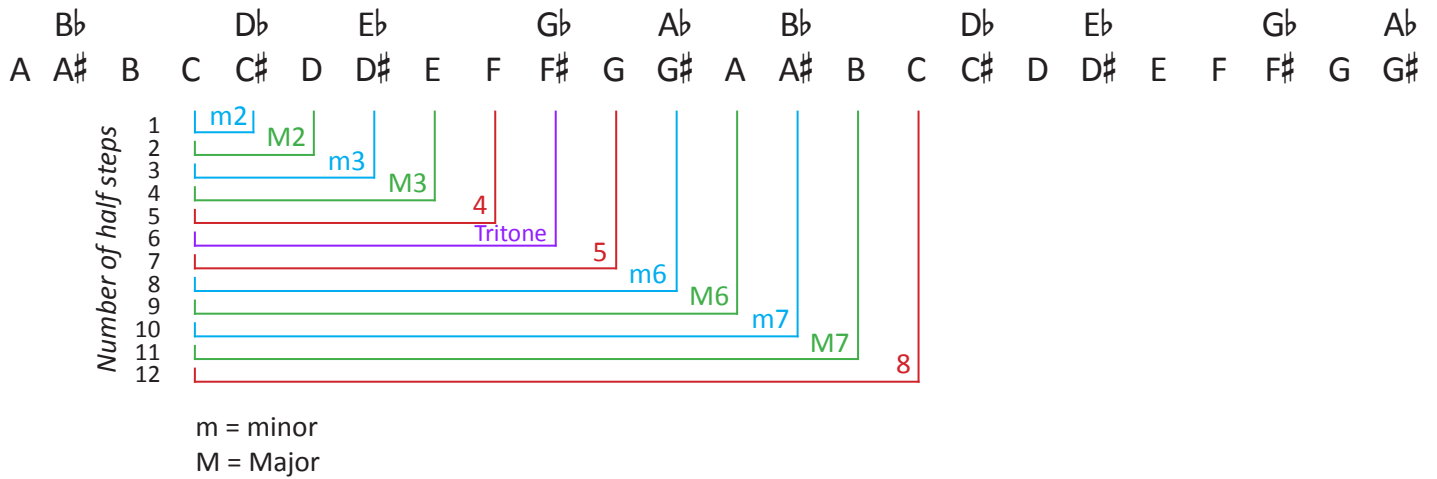 B♭ D♭ E♭ G♭ A♭ B♭ D♭ E♭ G♭ A♭
A A♯ B C C♯ D D♯ E F F♯ G G♯ A A♯ B C C♯ D D♯ E F F♯ G G♯
Number of half steps
1 m2
2 M2
3 m3
4 M3
5 4
6 Tritone
7 5
8 m6
9 M6
10 m7
11 M7
12 8
m = minor
M = Major